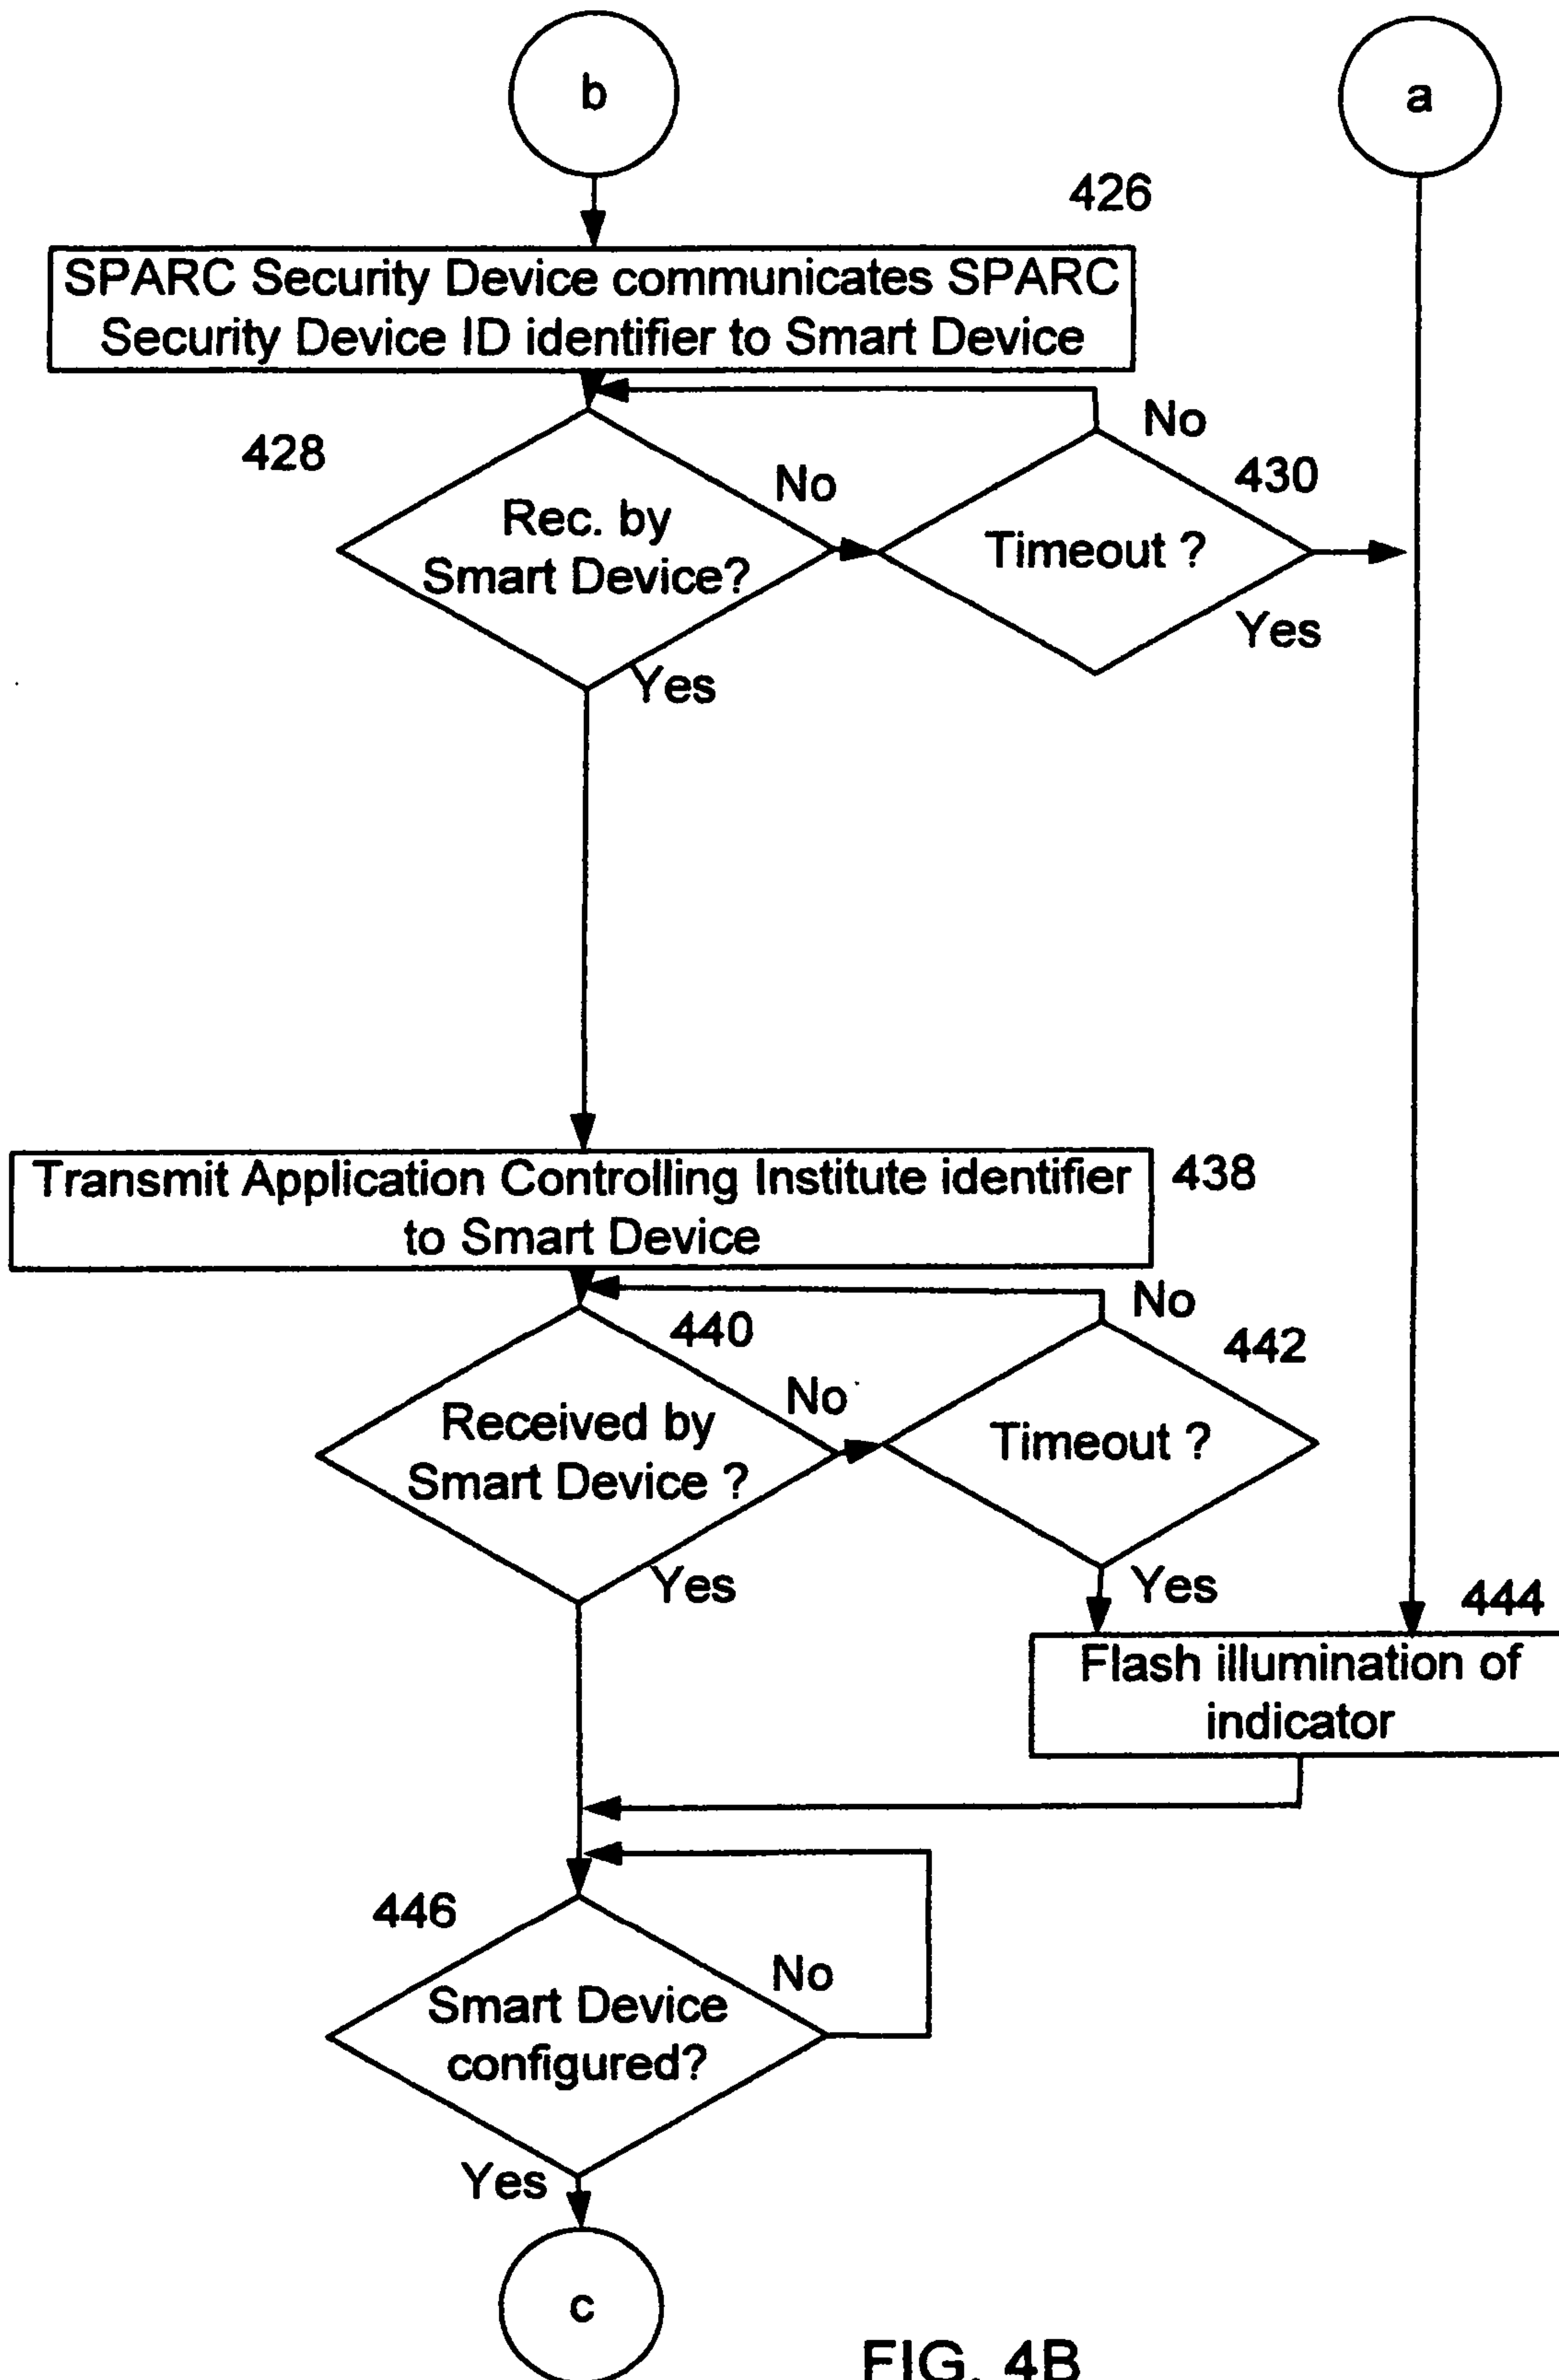 b
a
426
SPARC Security Device communicates SPARC
Security Device ID identifier to Smart Device
No
428
No
430
Rec. by
Smart Device?
Timeout ?
Yes
Yes
Transmit Application Controlling Institute identifier
to Smart Device
438
No
440
442
No
Received by
Smart Device ?
Timeout ?
Yes
Yes
444
Flash illumination of
indicator
446
No
Smart Device
configured?
Yes
c
FIG. 4B